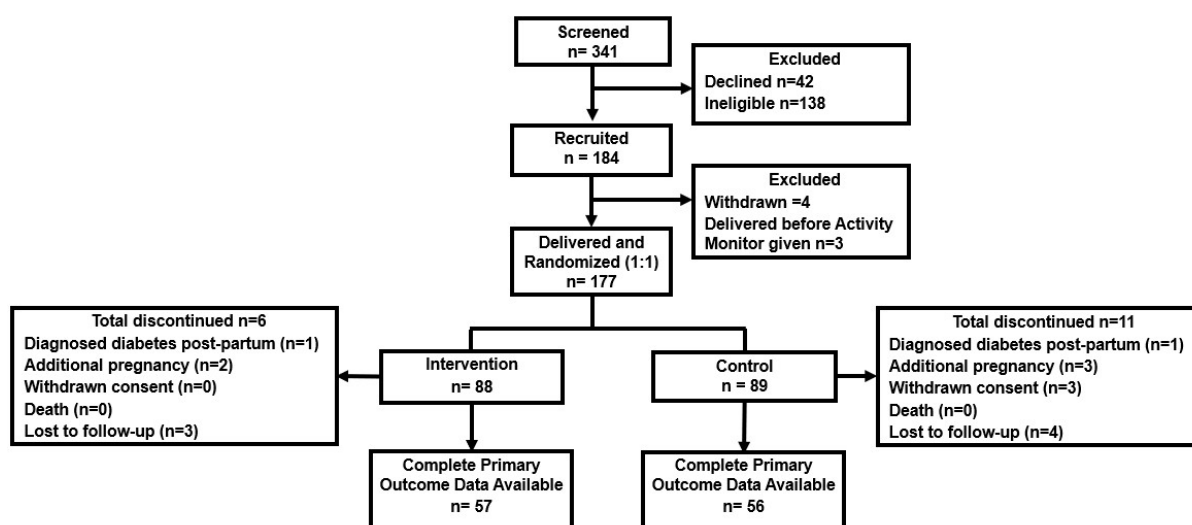 Screened
n= 341
Excluded
Declined n=42
Ineligible n=138
Recruited
n = 184
Excluded
Withdrawn =4
Delivered before Activity
Monitor given n=3
Delivered and
Randomized (1:1)
n= 177
Total discontinued n=6
Diagnosed diabetes post-partum (n=1)
Additional pregnancy (n=2)
Withdrawn consent (n=0)
Death (n=0)
Lost to follow-up (n=3)
Intervention
n= 88
Control
n = 89
Total discontinued n=11
Diagnosed diabetes post-partum (n=1)
Additional pregnancy (n=3)
Withdrawn consent (n=3)
Death (n=0)
Lost to follow-up (n=4)
Complete Primary
Outcome Data Available
n= 57
Complete Primary
Outcome Data Available
n= 56